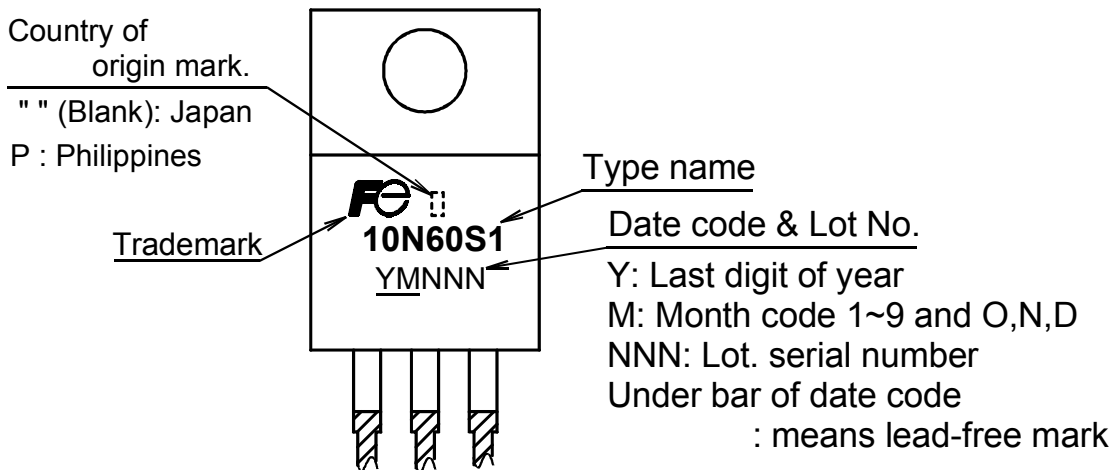 Country of
origin mark.
" " (Blank): Japan
P : Philippines
Trademark
Fe
10N60S1
YMNNN
Type name
Date code & Lot No.
Y: Last digit of year
M: Month code 1~9 and O,N,D
NNN: Lot. serial number
Under bar of date code
: means lead-free mark